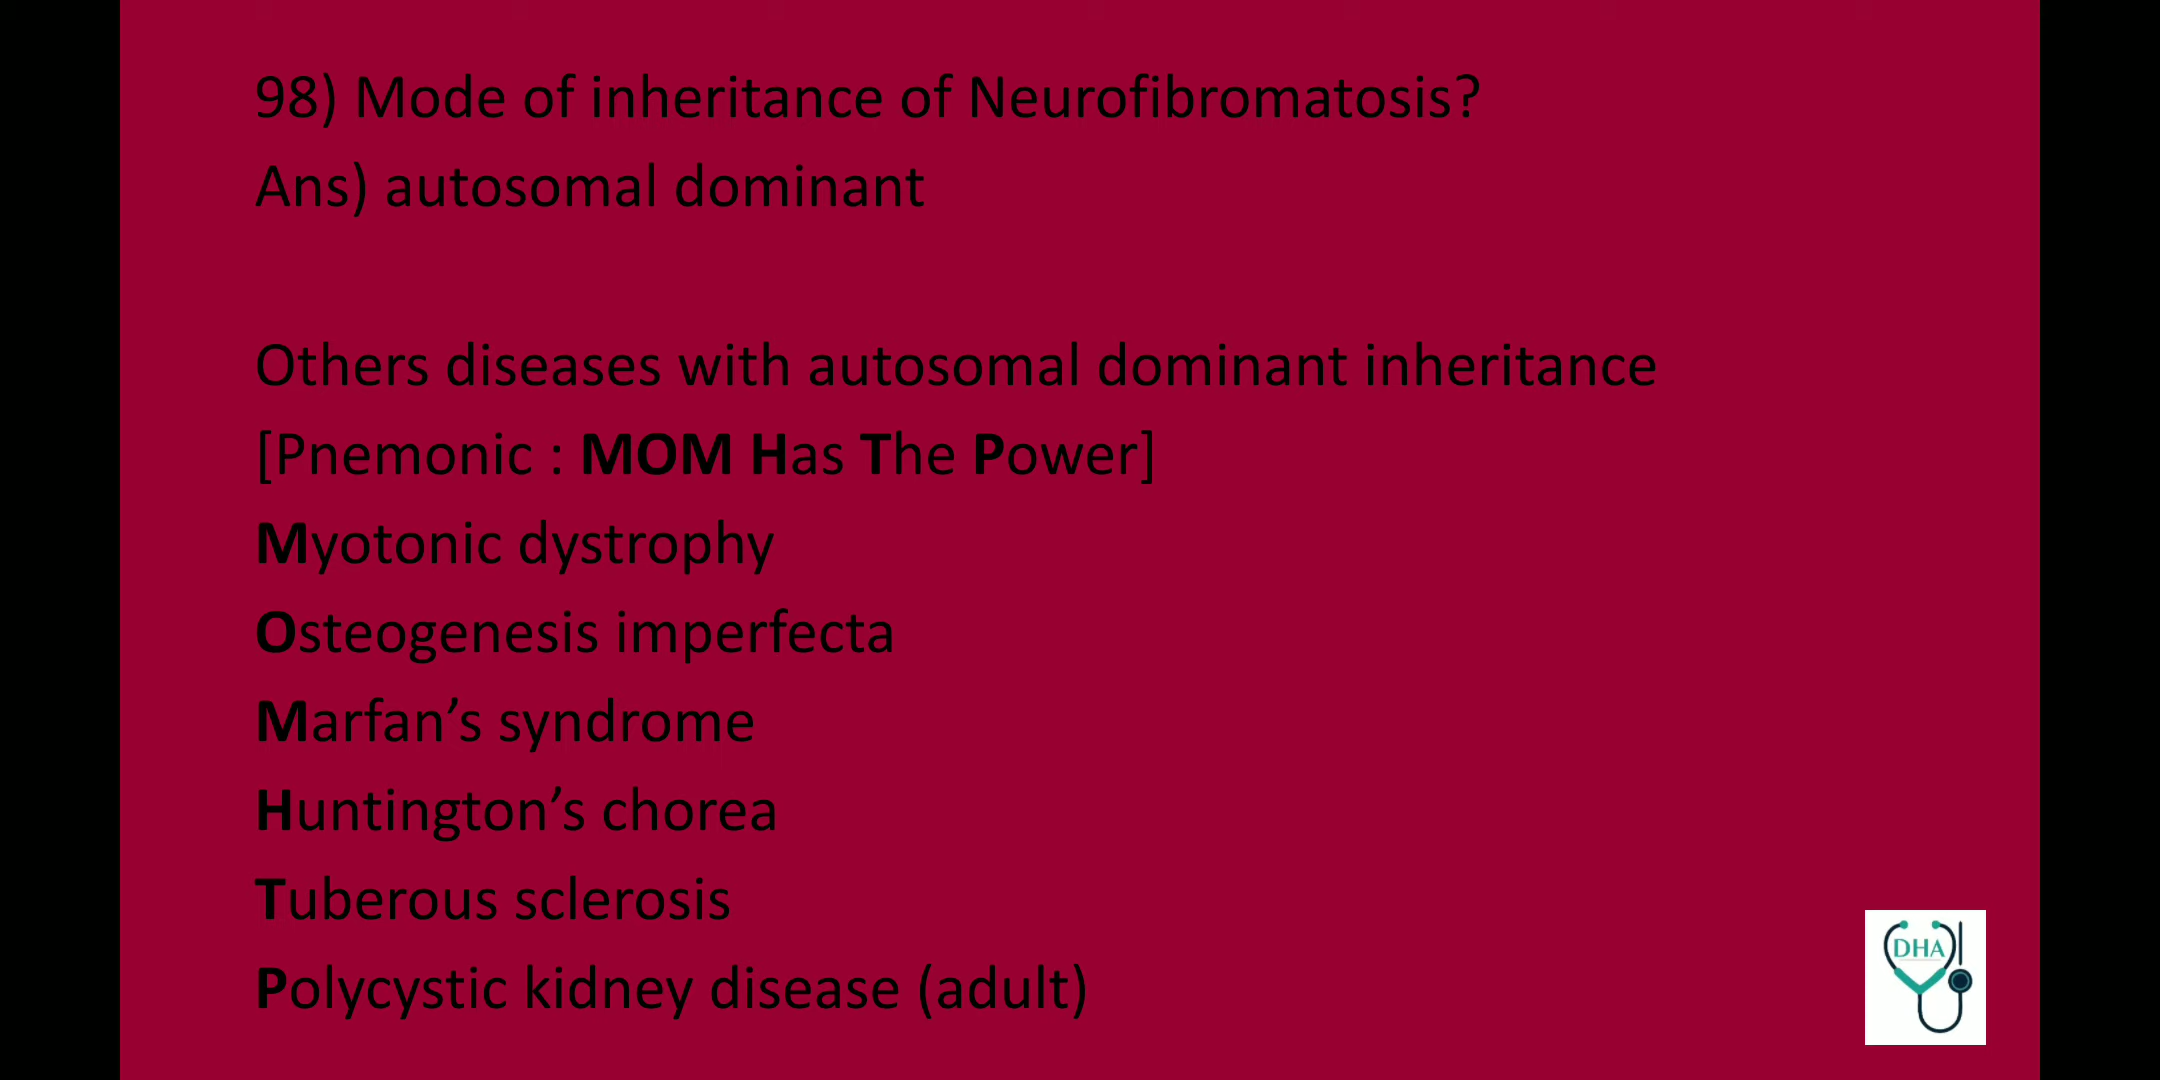 98) Mode of inheritance of Neurofibromatosis?
Ans) autosomal dominant
Others diseases with autosomal dominant inheritance
[Pnemonic : MOM Has The Power]
Myotonic dystrophy
Osteogenesis imperfecta
Marfan’s syndrome
Huntington’s chorea
Tuberous sclerosis
Polycystic kidney disease (adult)
DHA